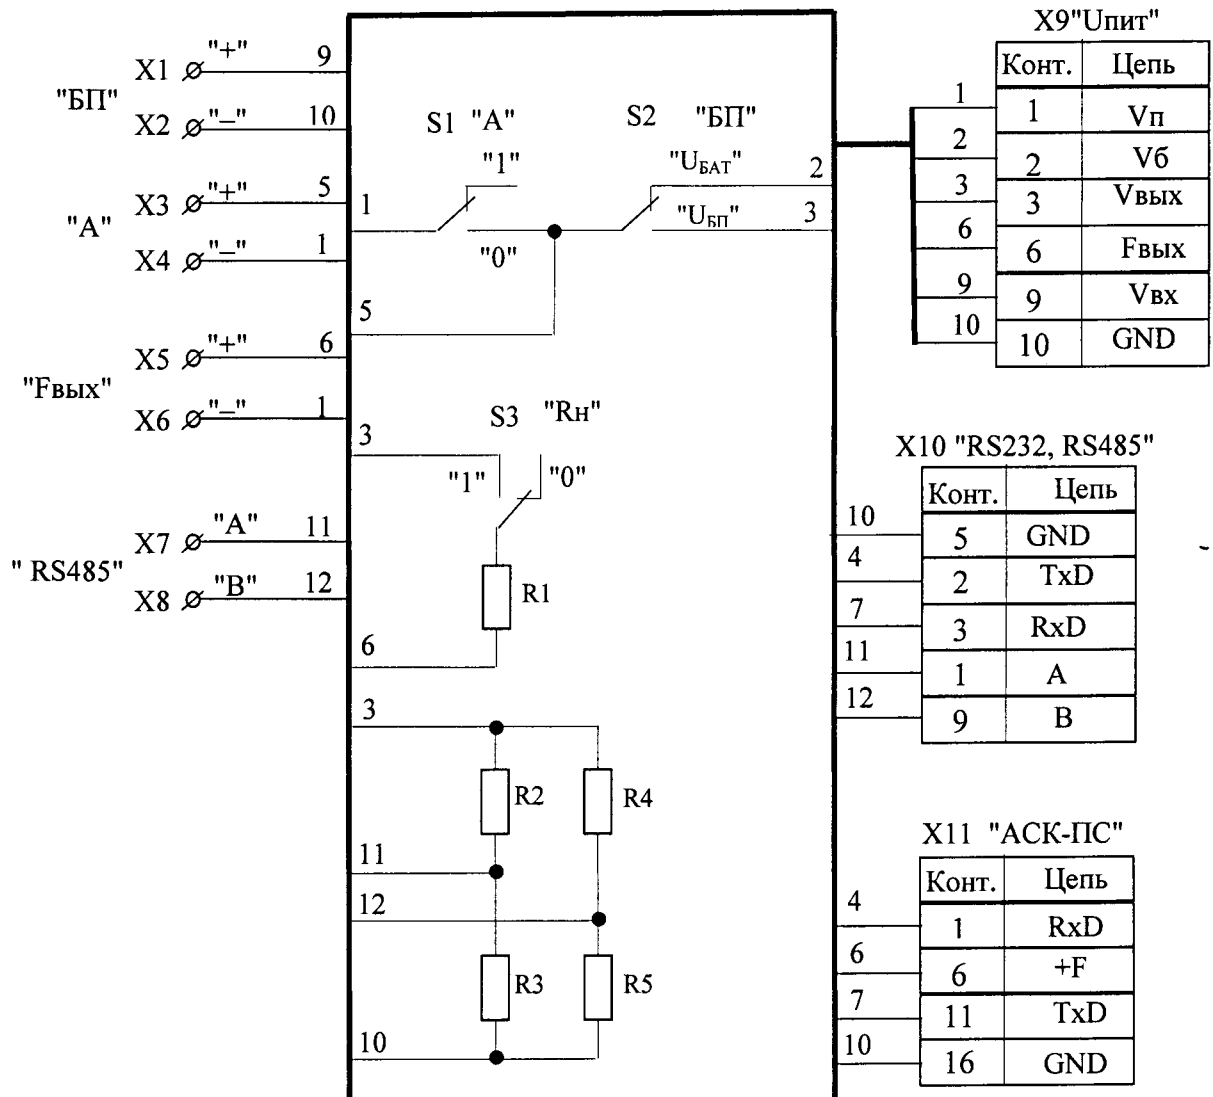 "БП"
X1 "+" 9
X2 "–" 10
"А"
X3 "+" 5
X4 "–" 1
"Fвых"
X5 "+" 6
X6 "–" 1
"RS485"
X7 "A" 11
X8 "B" 12
S1 "А"
"1"
"0"
1
5
S2 "БП"
"UБАТ" 2
"UБП" 3
S3 "Rн"
"1" "0"
3
R1
6
3
R2 R4
11
12
R3 R5
10
X9"Uпит"
Конт. Цепь
1 1 Vп
2 2 Vб
3 3 Vвых
6 6 Fвых
9 9 Vвх
10 10 GND
X10 "RS232, RS485"
Конт. Цепь
10 5 GND
4 2 TxD
7 3 RxD
11 1 A
12 9 B
X11 "АСК-ПС"
Конт. Цепь
4 1 RxD
6 6 +F
7 11 TxD
10 16 GND